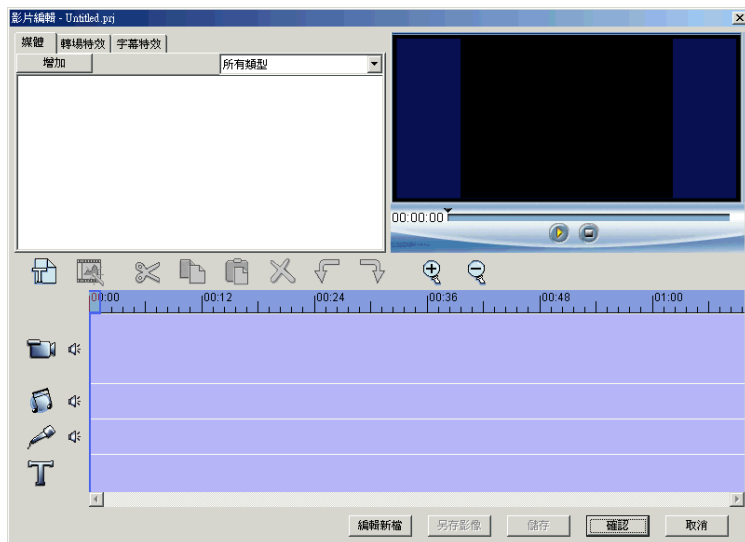 影片編輯 - Untitled.prj
媒體 轉場特效 字幕特效
增加 所有類型
00:00:00
00:00 00:12 00:24 00:36 00:48 01:00
T
編輯新檔 另存影像 儲存 確認 取消